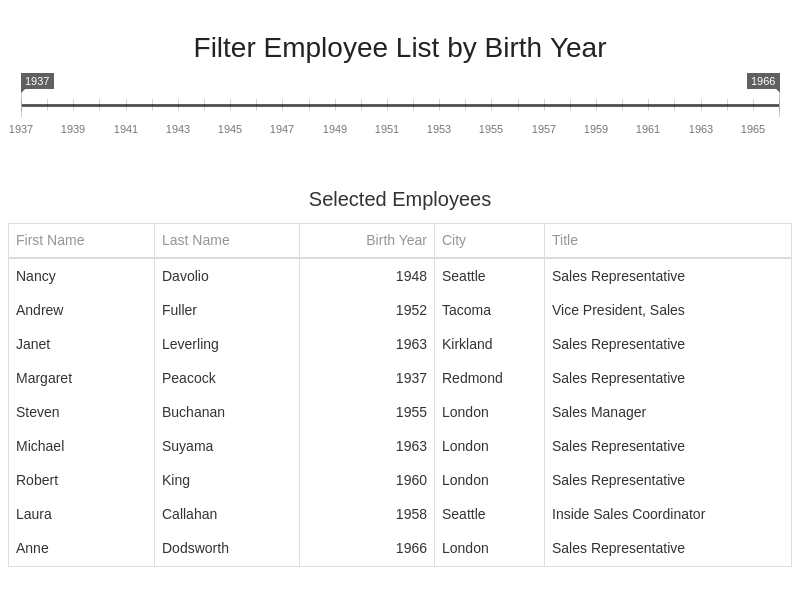 Filter Employee List by Birth Year
1937 1966
1937 1939 1941 1943 1945 1947 1949 1951 1953 1955 1957 1959 1961 1963 1965
Selected Employees
First Name Last Name Birth Year City Title
Nancy Davolio 1948 Seattle Sales Representative
Andrew Fuller 1952 Tacoma Vice President, Sales
Janet Leverling 1963 Kirkland Sales Representative
Margaret Peacock 1937 Redmond Sales Representative
Steven Buchanan 1955 London Sales Manager
Michael Suyama 1963 London Sales Representative
Robert King 1960 London Sales Representative
Laura Callahan 1958 Seattle Inside Sales Coordinator
Anne Dodsworth 1966 London Sales Representative